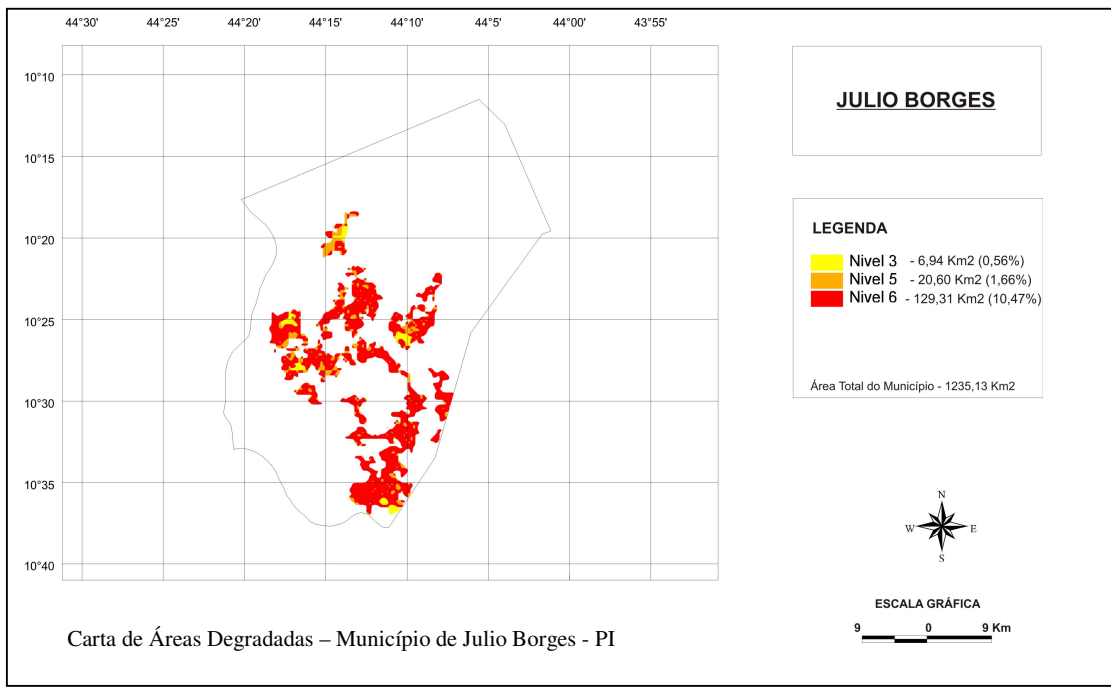 44°30' 44°25' 44°20' 44°15' 44°10' 44°5' 44°00' 43°55'
10°10'
10°15'
10°20'
10°25'
10°30'
10°35'
10°40'
JULIO BORGES
LEGENDA
Nivel 3 - 6,94 Km2 (0,56%)
Nivel 5 - 20,60 Km2 (1,66%)
Nivel 6 - 129,31 Km2 (10,47%)
Área Total do Município - 1235,13 Km2
N
W E
S
ESCALA GRÁFICA
9 0 9 Km
Carta de Áreas Degradadas – Município de Julio Borges - PI